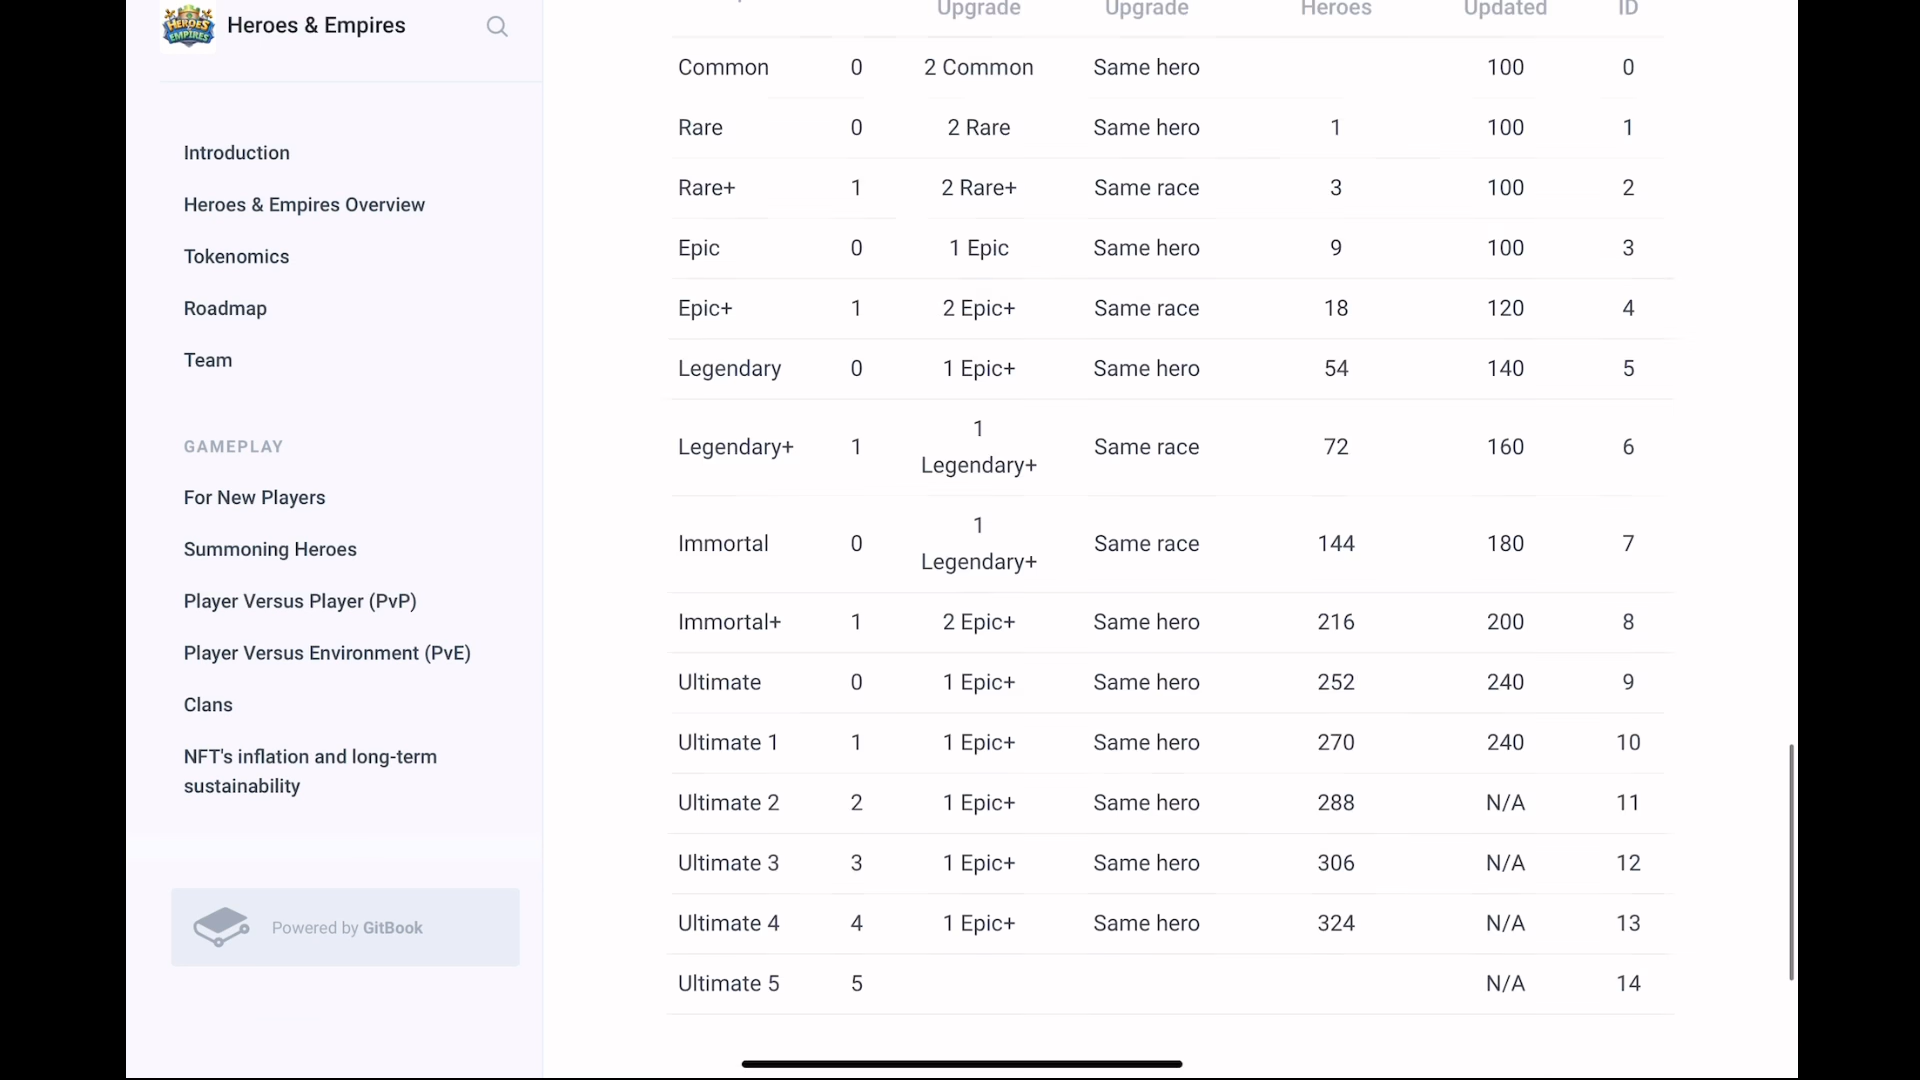 HEROES EMPIRES
Heroes & Empires
Introduction
Heroes & Empires Overview
Tokenomics
Roadmap
Team
GAMEPLAY
For New Players
Summoning Heroes
Player Versus Player (PvP)
Player Versus Environment (PvE)
Clans
NFT's inflation and long-term
sustainability
Powered by GitBook
Upgrade Upgrade Heroes Updated ID
Common 0 2 Common Same hero 100 0
Rare 0 2 Rare Same hero 1 100 1
Rare+ 1 2 Rare+ Same race 3 100 2
Epic 0 1 Epic Same hero 9 100 3
Epic+ 1 2 Epic+ Same race 18 120 4
Legendary 0 1 Epic+ Same hero 54 140 5
Legendary+ 1 1 Legendary+ Same race 72 160 6
Immortal 0 1 Legendary+ Same race 144 180 7
Immortal+ 1 2 Epic+ Same hero 216 200 8
Ultimate 0 1 Epic+ Same hero 252 240 9
Ultimate 1 1 1 Epic+ Same hero 270 240 10
Ultimate 2 2 1 Epic+ Same hero 288 N/A 11
Ultimate 3 3 1 Epic+ Same hero 306 N/A 12
Ultimate 4 4 1 Epic+ Same hero 324 N/A 13
Ultimate 5 5 N/A 14